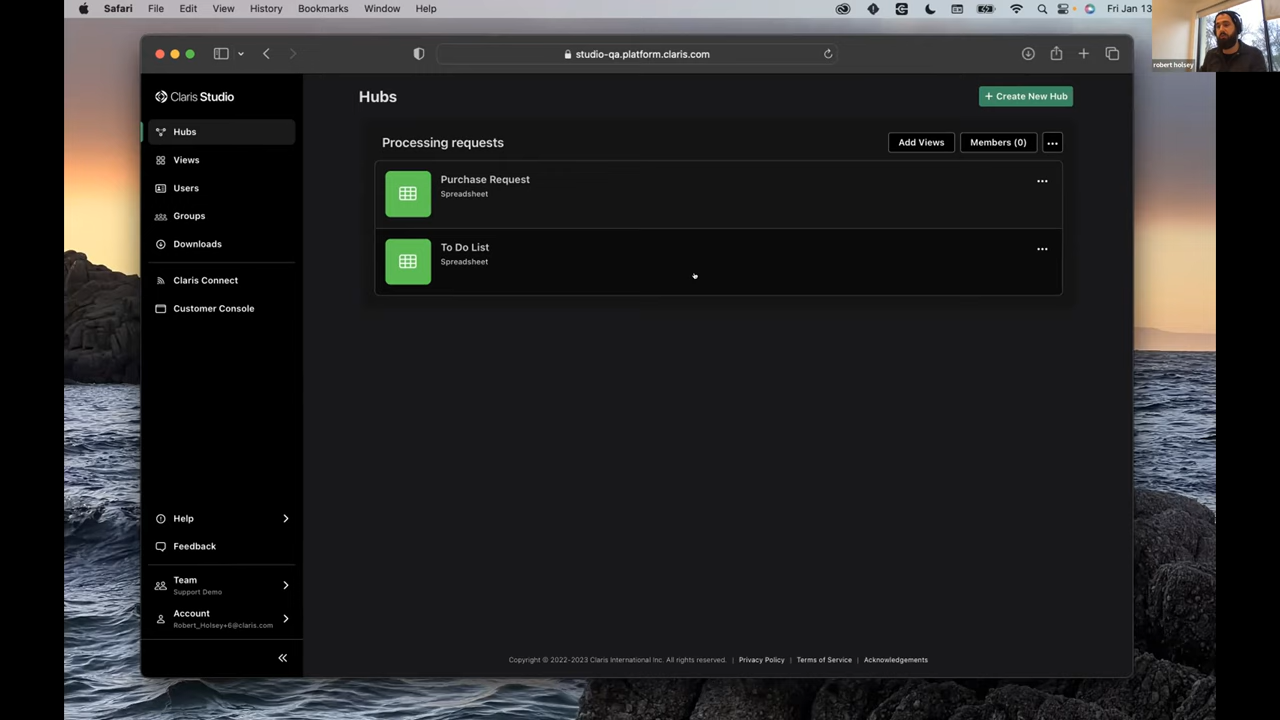 Safari File Edit View History Bookmarks Window Help Fri Jan 13
robert holsey
studio-qa.platform.claris.com
Claris Studio
Hubs
Views
Users
Groups
Downloads
Claris Connect
Customer Console
Help
Feedback
Team
Support Demo
Account
Robert_Holsey+6@claris.com
Hubs
+ Create New Hub
Processing requests
Add Views
Members (0)
Purchase Request
Spreadsheet
To Do List
Spreadsheet
Copyright © 2022-2023 Claris International Inc. All rights reserved. | Privacy Policy | Terms of Service | Acknowledgements